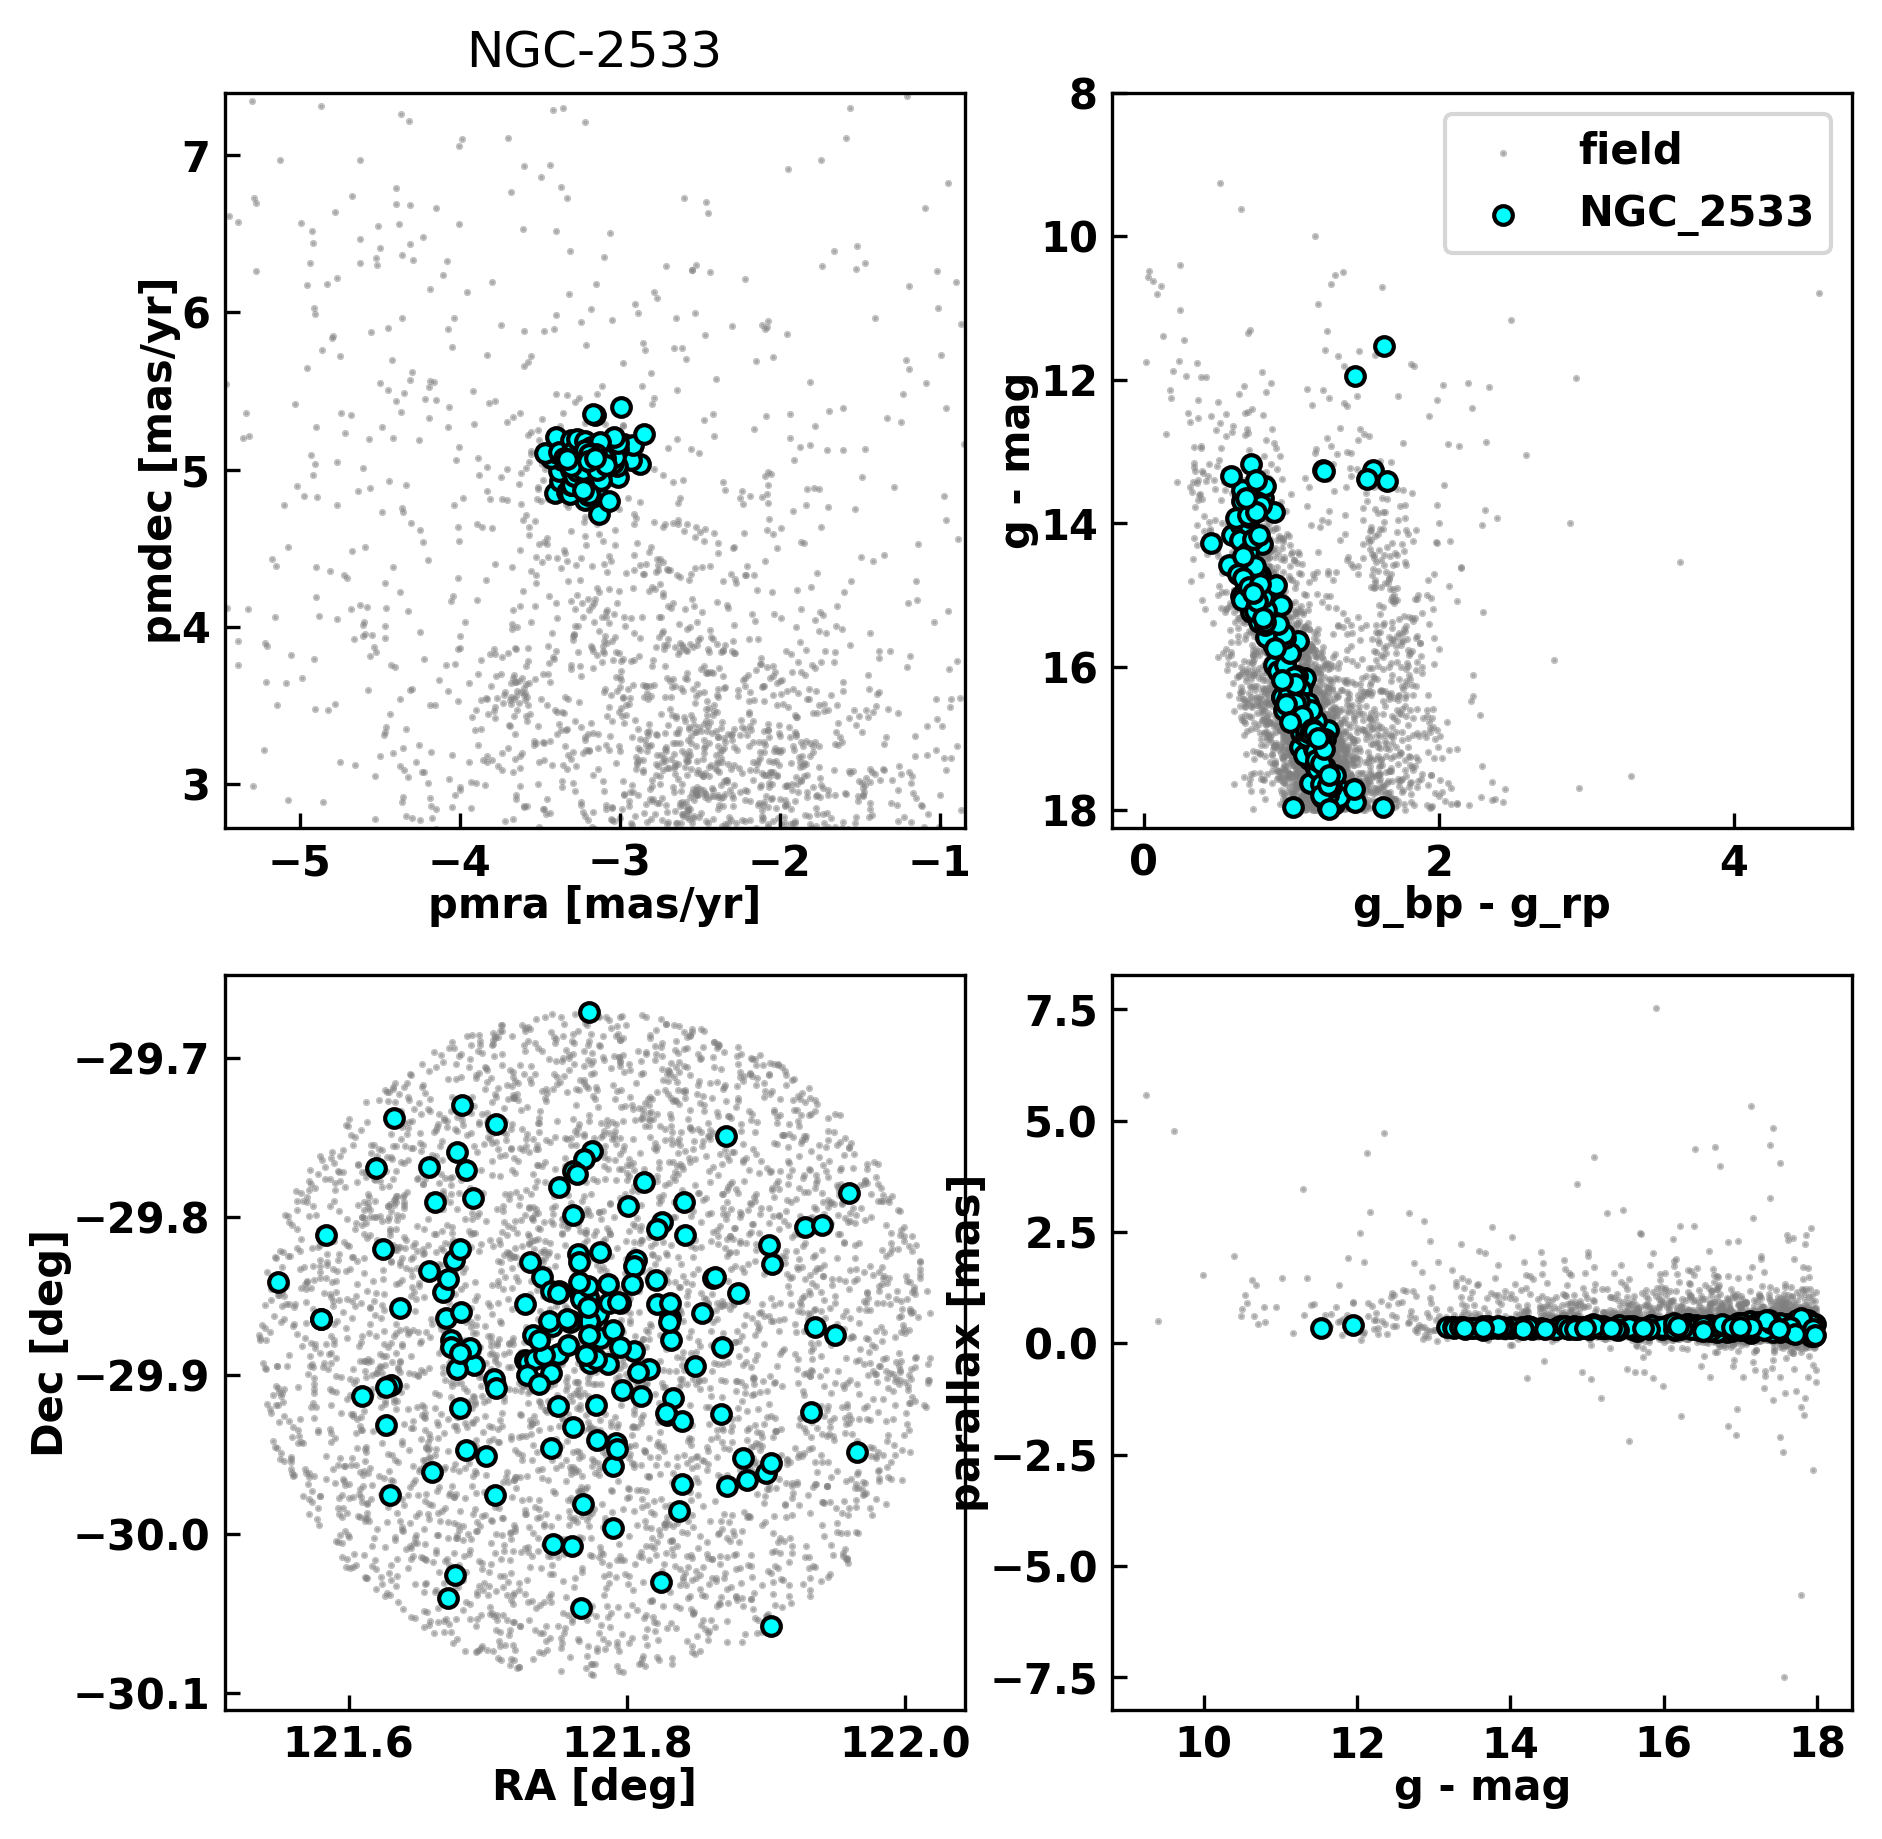 NGC-2533
7
6
5
4
3
pmdec [mas/yr]
−5 −4 −3 −2 −1
pmra [mas/yr]
8
10
12
14
16
18
g - mag
field
NGC_2533
0 2 4
g_bp - g_rp
−29.7
−29.8
−29.9
−30.0
−30.1
Dec [deg]
121.6 121.8 122.0
RA [deg]
7.5
5.0
2.5
0.0
−2.5
−5.0
−7.5
parallax [mas]
10 12 14 16 18
g - mag